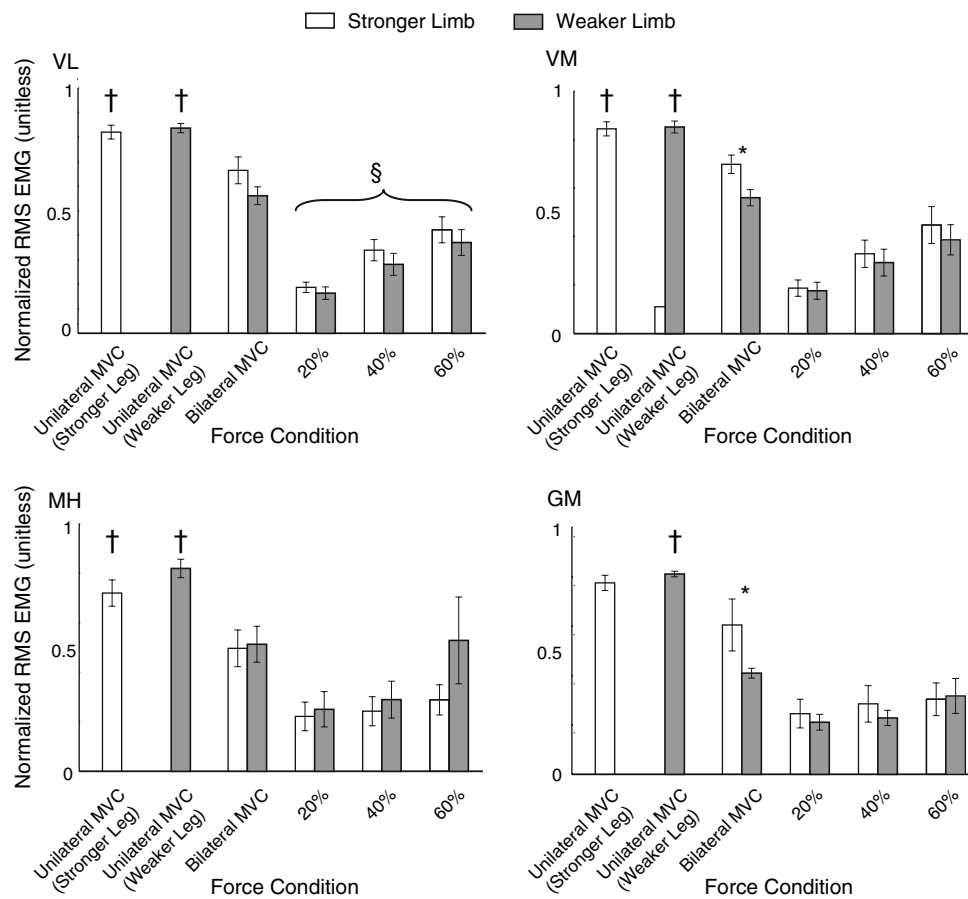 Stronger Limb
Weaker Limb
VL
Normalized RMS EMG (unitless)
1
0.5
0
†
†
§
Unilateral MVC
(Stronger Leg)
Unilateral MVC
(Weaker Leg)
Bilateral MVC
20%
40%
60%
Force Condition
VM
1
0.5
0
†
†
*
Unilateral MVC
(Stronger Leg)
Unilateral MVC
(Weaker Leg)
Bilateral MVC
20%
40%
60%
Force Condition
MH
Normalized RMS EMG (unitless)
1
0.5
0
†
†
Unilateral MVC
(Stronger Leg)
Unilateral MVC
(Weaker Leg)
Bilateral MVC
20%
40%
60%
Force Condition
GM
1
0.5
0
†
*
Unilateral MVC
(Stronger Leg)
Unilateral MVC
(Weaker Leg)
Bilateral MVC
20%
40%
60%
Force Condition